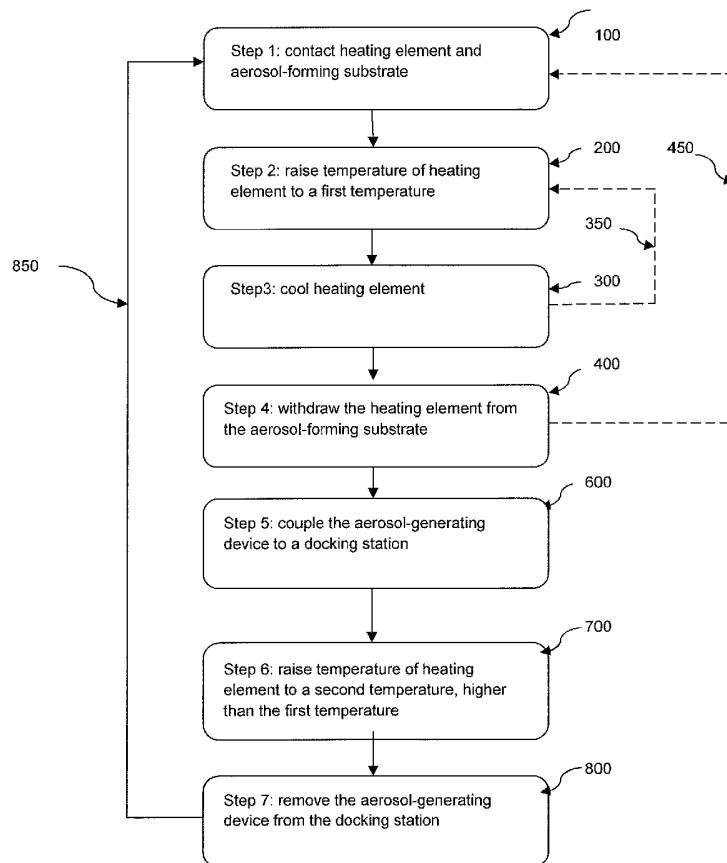 100
Step 1: contact heating element and
aerosol-forming substrate
200
450
Step 2: raise temperature of heating
element to a first temperature
350
850
300
Step3: cool heating element
400
Step 4: withdraw the heating element from
the aerosol-forming substrate
600
Step 5: couple the aerosol-generating
device to a docking station
700
Step 6: raise temperature of heating
element to a second temperature, higher
than the first temperature
800
Step 7: remove the aerosol-generating
device from the docking station